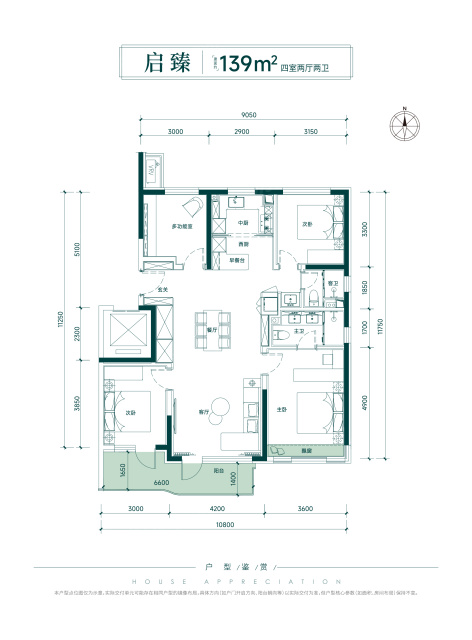 启臻 139m² 四室两厅两卫
9050
3000 2900 3150
N
多功能室
中厨
次卧
西厨
早餐台
玄关
客卫
主卫
餐厅
次卧
客厅
主卧
飘窗
阳台
5100
2300
3850
11250
3300
1850
1700
4900
11750
1650
6600
1400
3000 4200 3600
10800
户 / 型 / 鉴 / 赏
HOUSE APPRECIATION